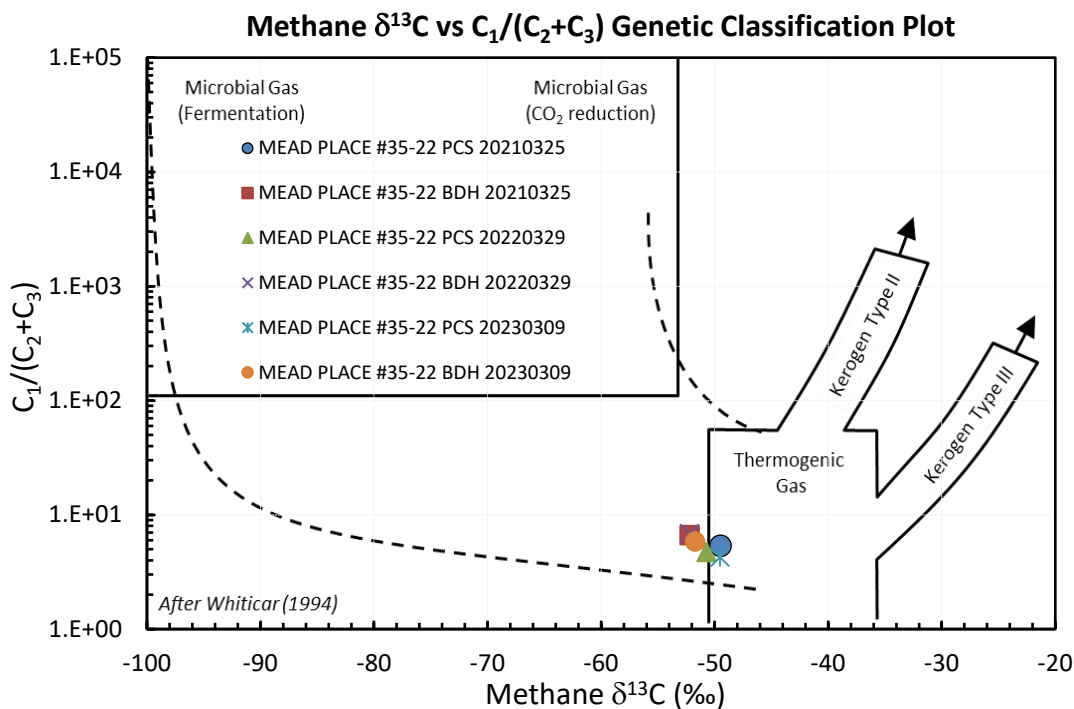 Methane δ¹³C vs C₁/(C₂+C₃) Genetic Classification Plot
1.E+05
1.E+04
1.E+03
1.E+02
1.E+01
1.E+00
C₁/(C₂+C₃)
Microbial Gas
(Fermentation)
Microbial Gas
(CO₂ reduction)
MEAD PLACE #35-22 PCS 20210325
MEAD PLACE #35-22 BDH 20210325
MEAD PLACE #35-22 PCS 20220329
MEAD PLACE #35-22 BDH 20220329
MEAD PLACE #35-22 PCS 20230309
MEAD PLACE #35-22 BDH 20230309
Kerogen Type II
Kerogen Type III
Thermogenic
Gas
After Whiticar (1994)
-100 -90 -80 -70 -60 -50 -40 -30 -20
Methane δ¹³C (‰)